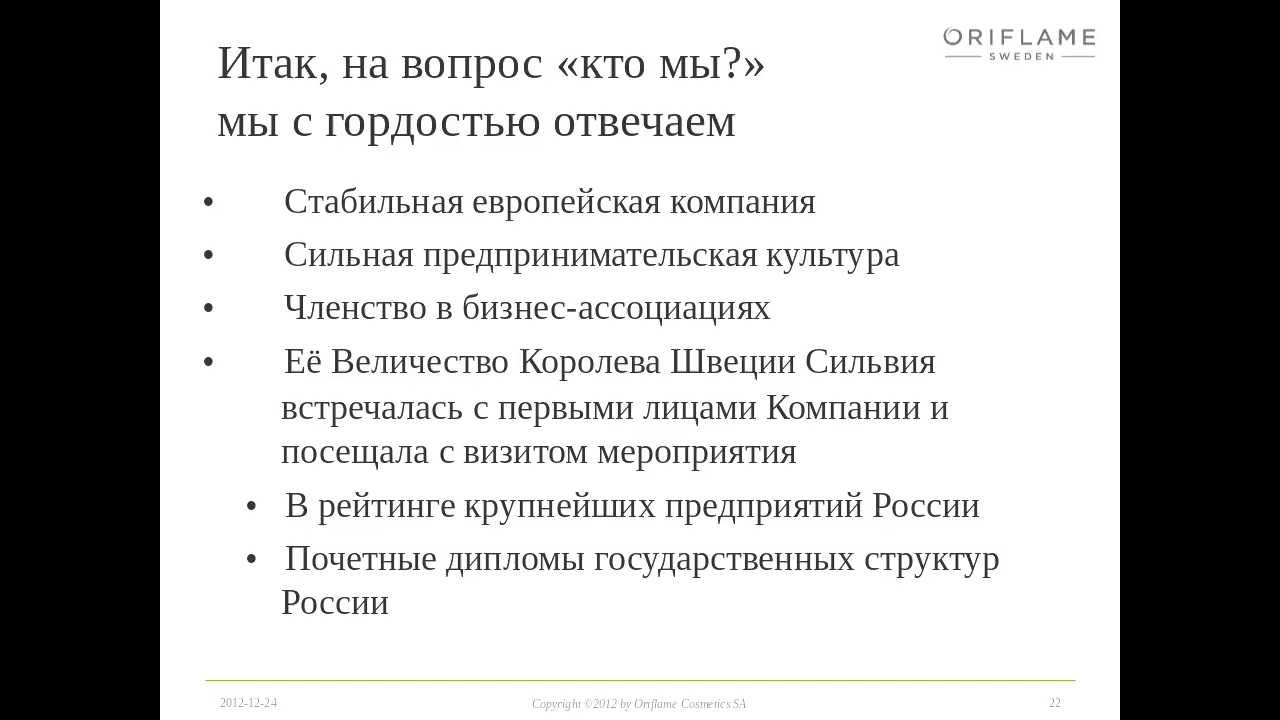 ORIFLAME
SWEDEN
Итак, на вопрос «кто мы?»
мы с гордостью отвечаем
• Стабильная европейская компания
• Сильная предпринимательская культура
• Членство в бизнес-ассоциациях
• Её Величество Королева Швеции Сильвия
встречалась с первыми лицами Компании и
посещала с визитом мероприятия
• В рейтинге крупнейших предприятий России
• Почетные дипломы государственных структур
России
2012-12-24 Copyright ©2012 by Oriflame Cosmetics SA 22